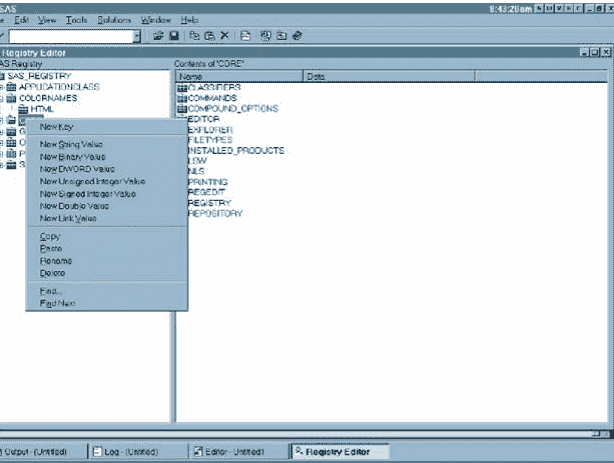 SAS
Edit View Tools Solutions Window Help
8:43:20am
Registry Editor
SAS Registry
Contents of "CORE"
SAS_REGISTRY
APPLICATIONCLASS
COLORNAMES
HTML
C
G
O
P
S
Name Data
CLASSIFIERS
COMMANDS
COMPOUND_OPTIONS
EDITOR
EXPLORER
FILETYPES
INSTALLED_PRODUCTS
NLS
PRINTING
REGEDIT
REGISTRY
REPOSITORY
New Key
New String Value
New Binary Value
New DWORD Value
New Unsigned Integer Value
New Signed Integer Value
New Double Value
New Link Value
Copy
Paste
Rename
Delete
Find...
Find Next
Output - (Untitled) Log - (Untitled) Editor - Untitled1 Registry Editor